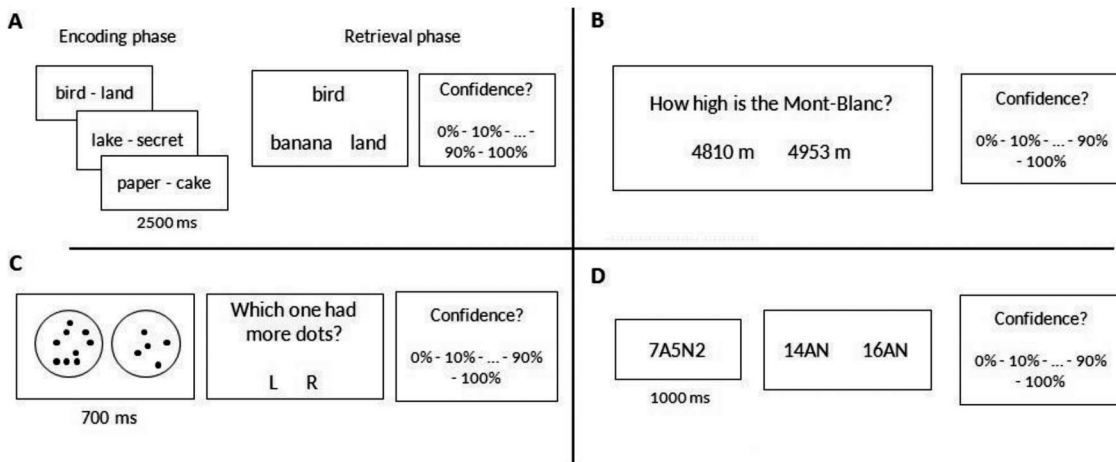 A
Encoding phase
Retrieval phase
bird - land
lake - secret
paper - cake
2500 ms
bird
banana land
Confidence?
0% - 10% - ... -
90% - 100%
B
How high is the Mont-Blanc?
4810 m 4953 m
Confidence?
0% - 10% - ... - 90%
- 100%
C
700 ms
Which one had
more dots?
L R
Confidence?
0% - 10% - ... - 90%
- 100%
D
7A5N2
1000 ms
14AN 16AN
Confidence?
0% - 10% - ... - 90%
- 100%